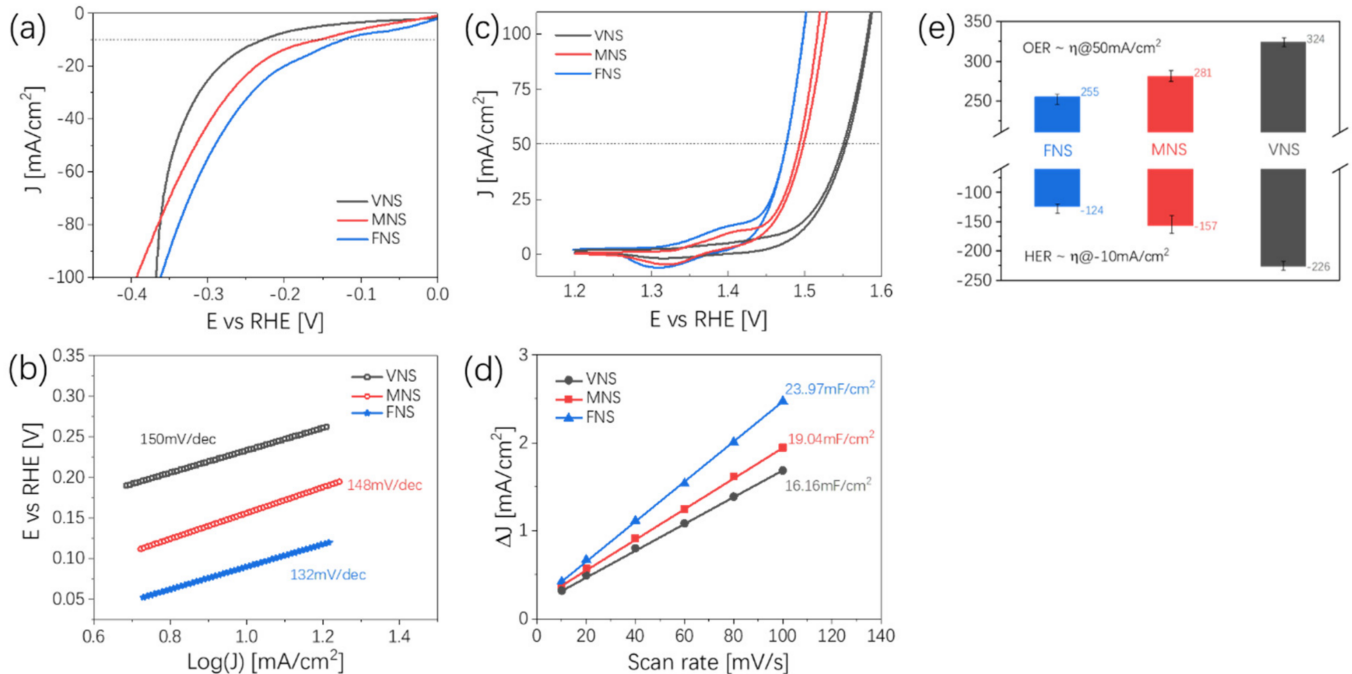 (a)
0
-20
-40
-60
-80
-100
J [mA/cm²]
VNS
MNS
FNS
-0.4
-0.3
-0.2
-0.1
0.0
E vs RHE [V]
(c)
100
75
50
25
0
J [mA/cm²]
VNS
MNS
FNS
1.2
1.3
1.4
1.5
1.6
E vs RHE [V]
(e)
OER ~ η@50mA/cm²
300
250
255
281
324
FNS
MNS
VNS
-100
-150
-200
-250
-124
-157
-226
HER ~ η@-10mA/cm²
(b)
0.35
0.30
0.25
0.20
0.15
0.10
0.05
E vs RHE [V]
VNS
MNS
FNS
150mV/dec
148mV/dec
132mV/dec
0.6
0.8
1.0
1.2
1.4
Log(J) [mA/cm²]
(d)
3
2
1
0
ΔJ [mA/cm²]
VNS
MNS
FNS
23..97mF/cm²
19.04mF/cm²
16.16mF/cm²
0
20
40
60
80
100
120
140
Scan rate [mV/s]